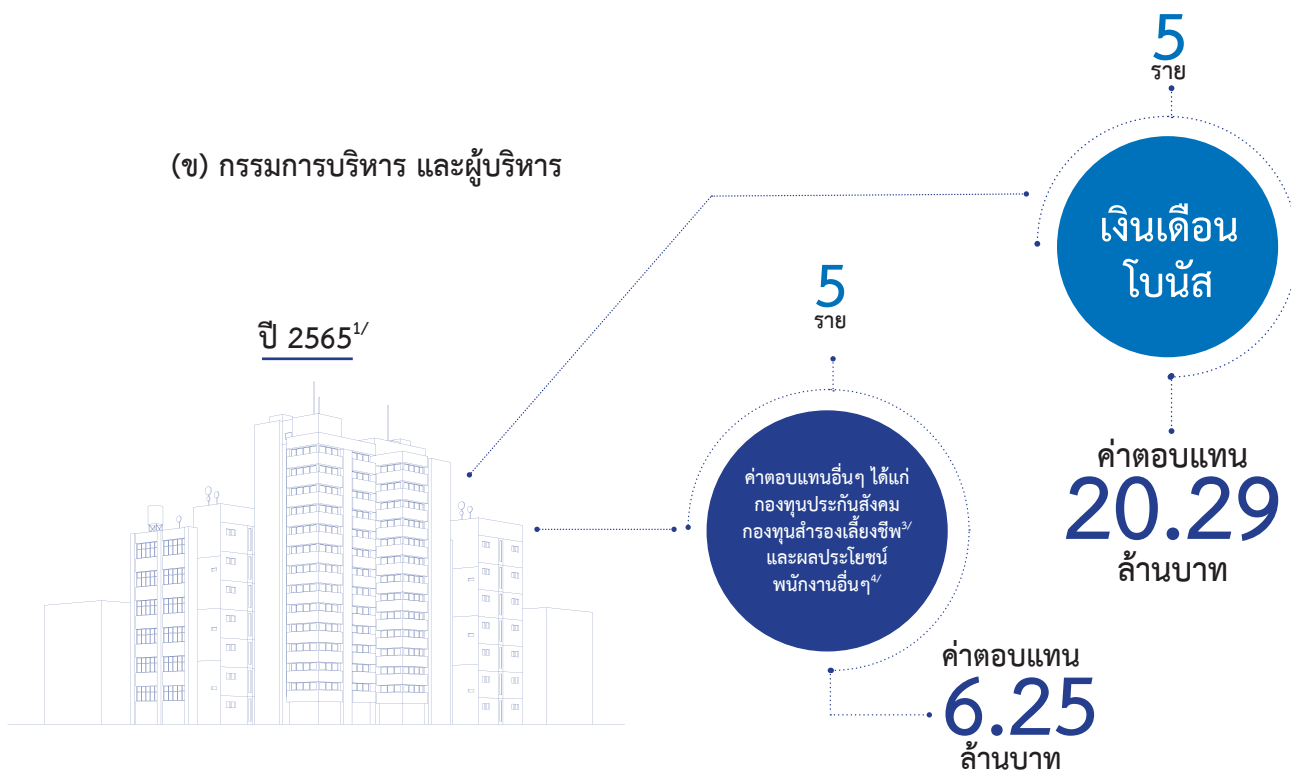 (ข) กรรมการบริหาร และผู้บริหาร
ปี 25651/
5
ราย
เงินเดือน
โบนัส
ค่าตอบแทน
20.29
ล้านบาท
5
ราย
ค่าตอบแทนอื่นๆ ได้แก่
กองทุนประกันสังคม
กองทุนสำรองเลี้ยงชีพ3/
และผลประโยชน์
พนักงานอื่นๆ4/
ค่าตอบแทน
6.25
ล้านบาท